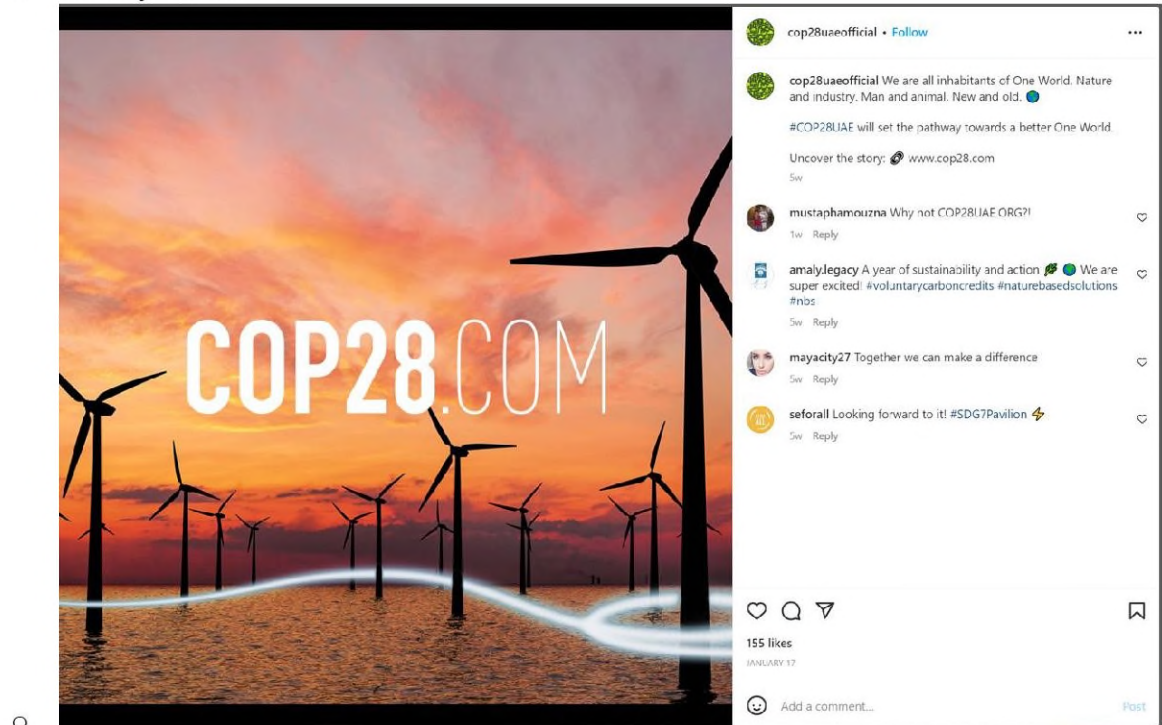 COP28.COM
cop28uaeofficial • Follow
cop28uaeofficial We are all inhabitants of One World. Nature
and industry. Man and animal. New and old.
#COP28UAE will set the pathway towards a better One World.
Uncover the story: www.cop28.com
5w
mustaphamouzna Why not COP28UAE.ORG?!
1w Reply
amaly.legacy A year of sustainability and action We are
super excited! #voluntarycarboncredits #naturebasedsolutions
#nbs
5w Reply
mayacity27 Together we can make a difference
5w Reply
seforall Looking forward to it! #SDG7Pavilion
5w Reply
155 likes
JANUARY 17
Add a comment...
Post